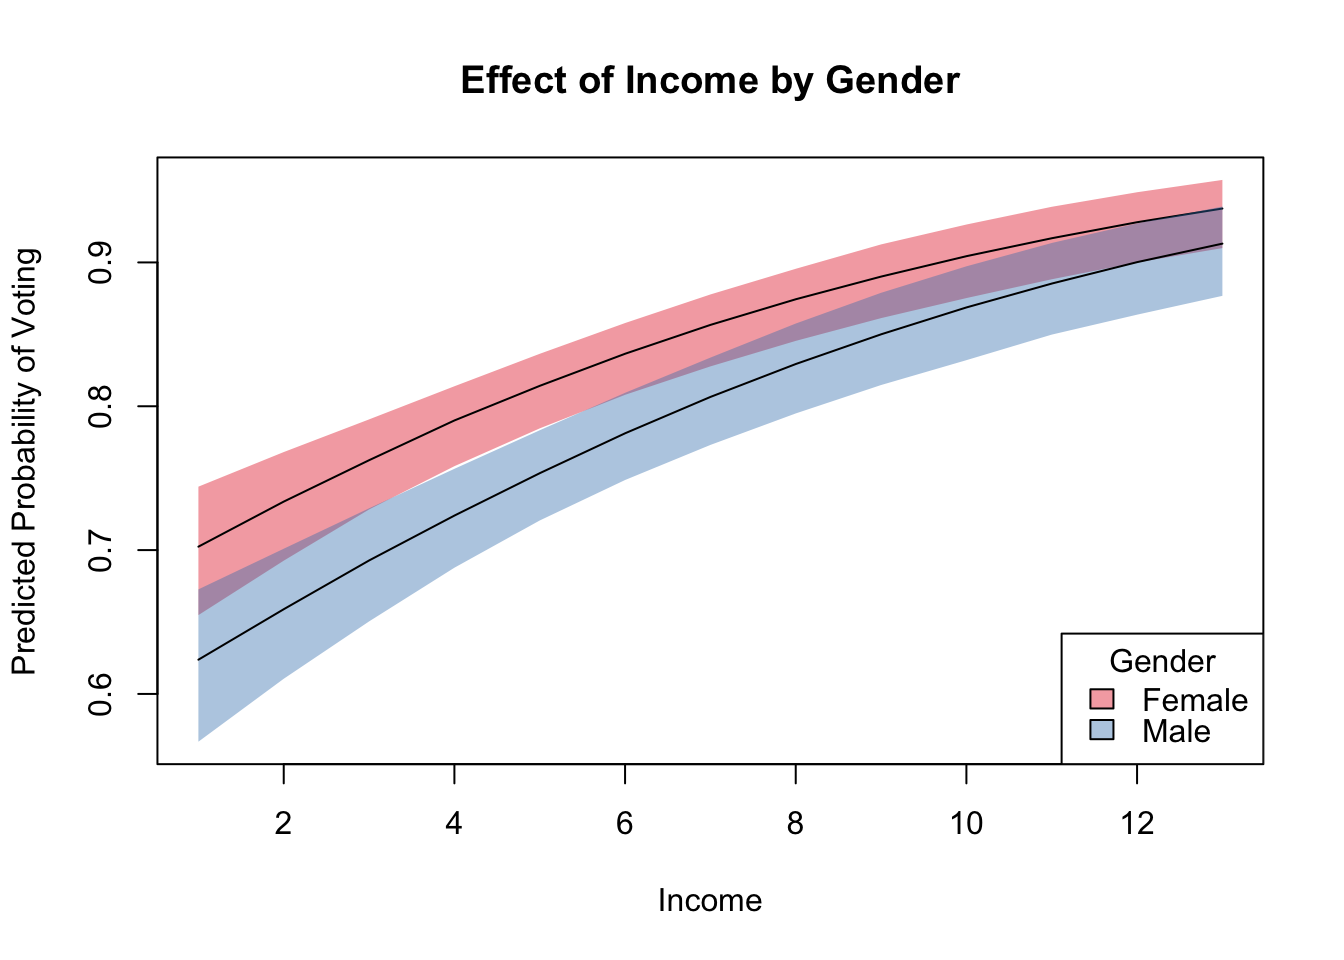 Effect of Income by Gender
Predicted Probability of Voting
0.9
0.8
0.7
0.6
2 4 6 8 10 12
Income
Gender
Female
Male